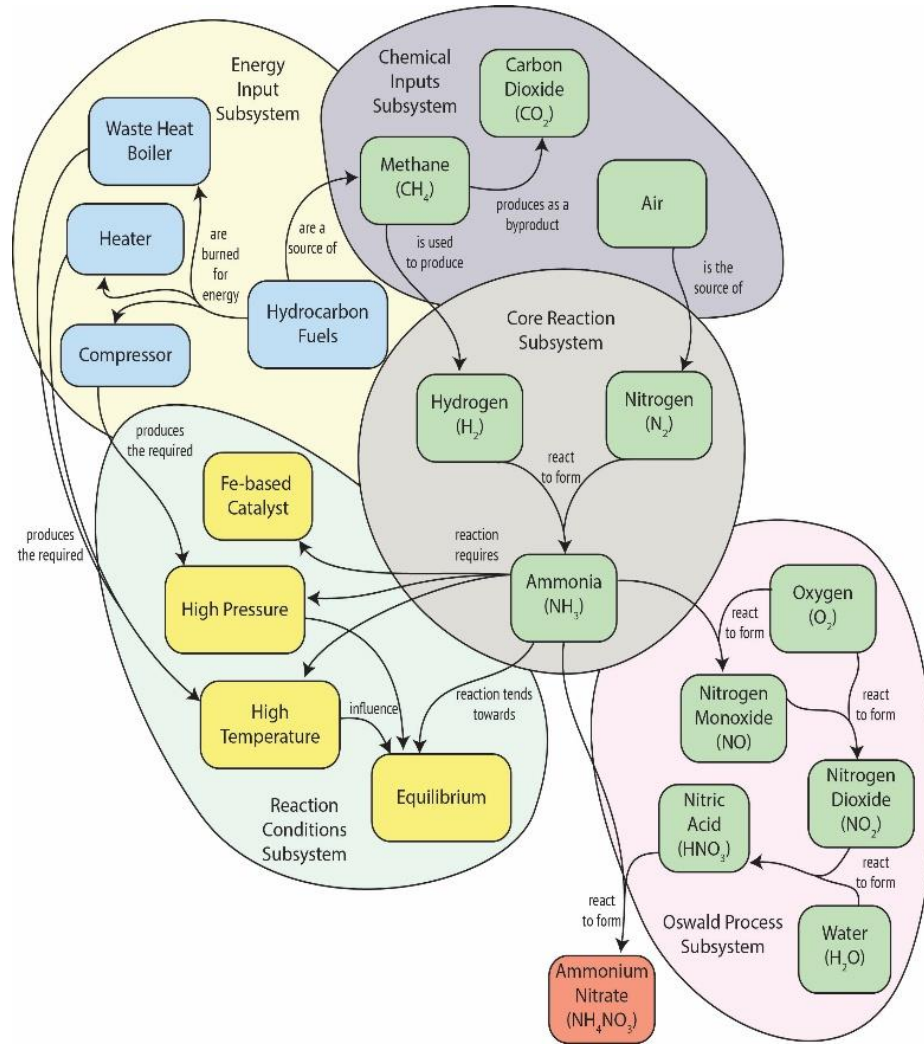 Energy
Input
Subsystem
Chemical
Inputs
Subsystem
Carbon
Dioxide
(CO₂)
Waste Heat
Boiler
Methane
(CH₄)
produces as a
byproduct
Air
Heater
are
burned
for
energy
are a
source of
is used
to produce
is the
source of
Hydrocarbon
Fuels
Compressor
Core Reaction
Subsystem
Hydrogen
(H₂)
Nitrogen
(N₂)
produces
the required
react
to form
Fe-based
Catalyst
produces
the required
reaction
requires
High Pressure
Ammonia
(NH₃)
Oxygen
(O₂)
react
to form
High
Temperature
influence
reaction tends
towards
Nitrogen
Monoxide
(NO)
react
to form
Equilibrium
Reaction
Conditions
Subsystem
Nitric
Acid
(HNO₃)
Nitrogen
Dioxide
(NO₂)
react
to form
react
to form
Oswald Process
Subsystem
Water
(H₂O)
Ammonium
Nitrate
(NH₄NO₃)